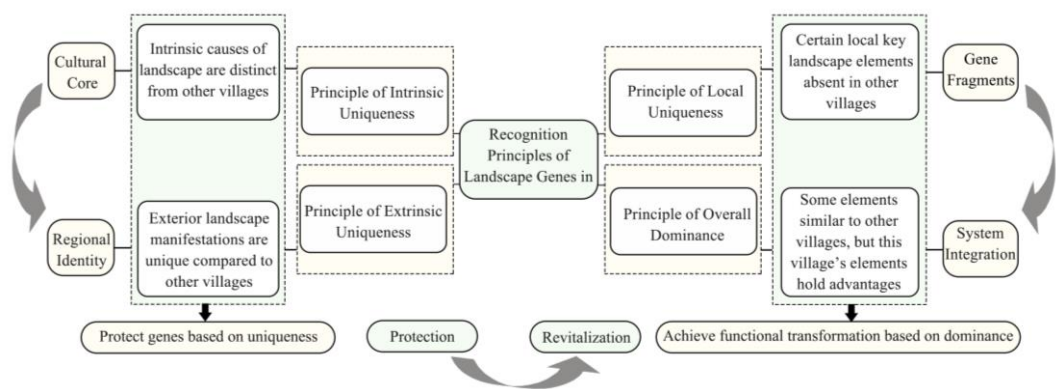 Cultural
Core
Intrinsic causes of
landscape are distinct
from other villages
Principle of Intrinsic
Uniqueness
Regional
Identity
Exterior landscape
manifestations are
unique compared to
other villages
Principle of Extrinsic
Uniqueness
Recognition
Principles of
Landscape Genes in
Principle of Local
Uniqueness
Certain local key
landscape elements
absent in other
villages
Gene
Fragments
Principle of Overall
Dominance
Some elements
similar to other
villages, but this
village's elements
hold advantages
System
Integration
Protect genes based on uniqueness
Protection
Revitalization
Achieve functional transformation based on dominance